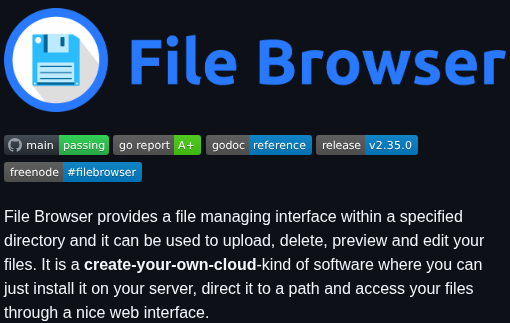 File Browser
main passing go report A+ godoc reference release v2.35.0
freenode #filebrowser
File Browser provides a file managing interface within a specified
directory and it can be used to upload, delete, preview and edit your
files. It is a create-your-own-cloud-kind of software where you can
just install it on your server, direct it to a path and access your files
through a nice web interface.